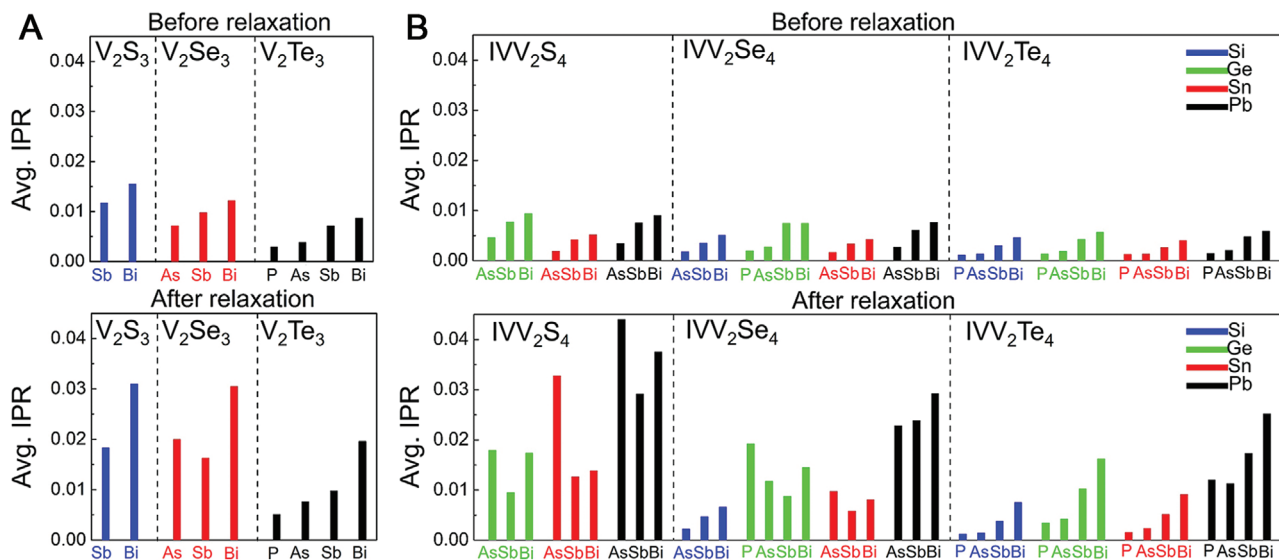 A
Before relaxation
V₂S₃ V₂Se₃ V₂Te₃
Avg. IPR
0.04
0.03
0.02
0.01
0.00
Sb Bi As Sb Bi P As Sb Bi
After relaxation
V₂S₃ V₂Se₃ V₂Te₃
Avg. IPR
0.04
0.03
0.02
0.01
0.00
Sb Bi As Sb Bi P As Sb Bi
B
Before relaxation
IVV₂S₄ IVV₂Se₄ IVV₂Te₄
Si
Ge
Sn
Pb
Avg. IPR
0.04
0.03
0.02
0.01
0.00
AsSbBi AsSbBi AsSbBi AsSbBi P AsSbBi AsSbBi AsSbBi P AsSbBi P AsSbBi P AsSbBi P AsSbBi
After relaxation
IVV₂S₄ IVV₂Se₄ IVV₂Te₄
Si
Ge
Sn
Pb
Avg. IPR
0.04
0.03
0.02
0.01
0.00
AsSbBi AsSbBi AsSbBi AsSbBi P AsSbBi AsSbBi AsSbBi P AsSbBi P AsSbBi P AsSbBi P AsSbBi